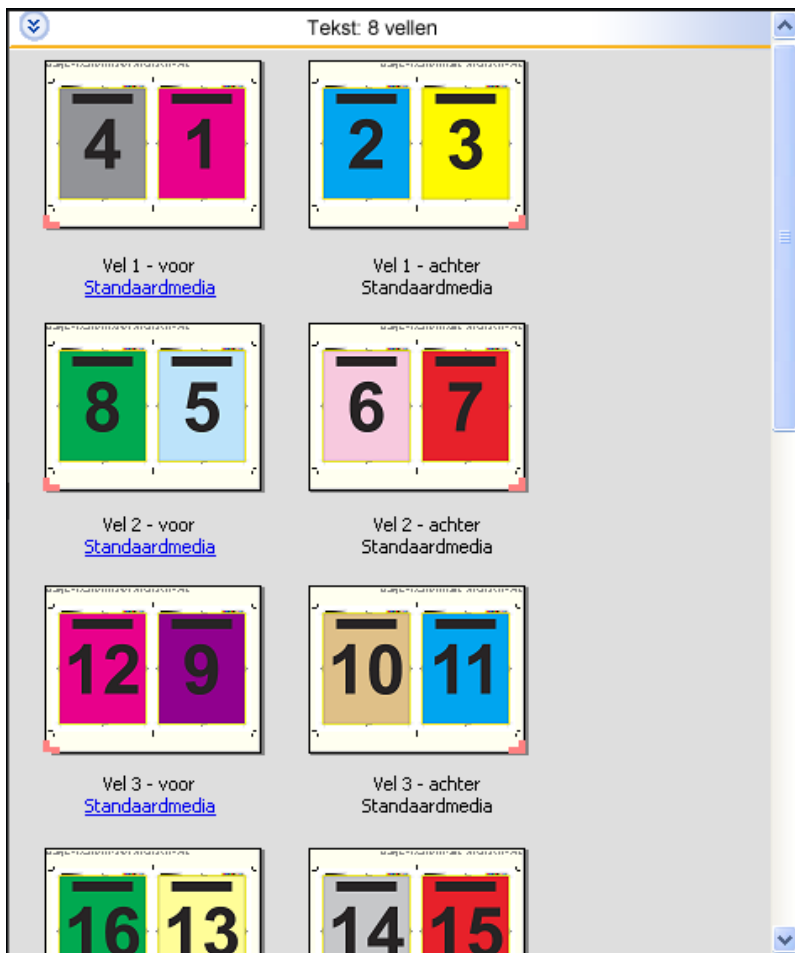 Tekst: 8 vellen
4 1 2 3
Vel 1 - voor Vel 1 - achter
Standaardmedia Standaardmedia
8 5 6 7
Vel 2 - voor Vel 2 - achter
Standaardmedia Standaardmedia
12 9 10 11
Vel 3 - voor Vel 3 - achter
Standaardmedia Standaardmedia
16 13 14 15